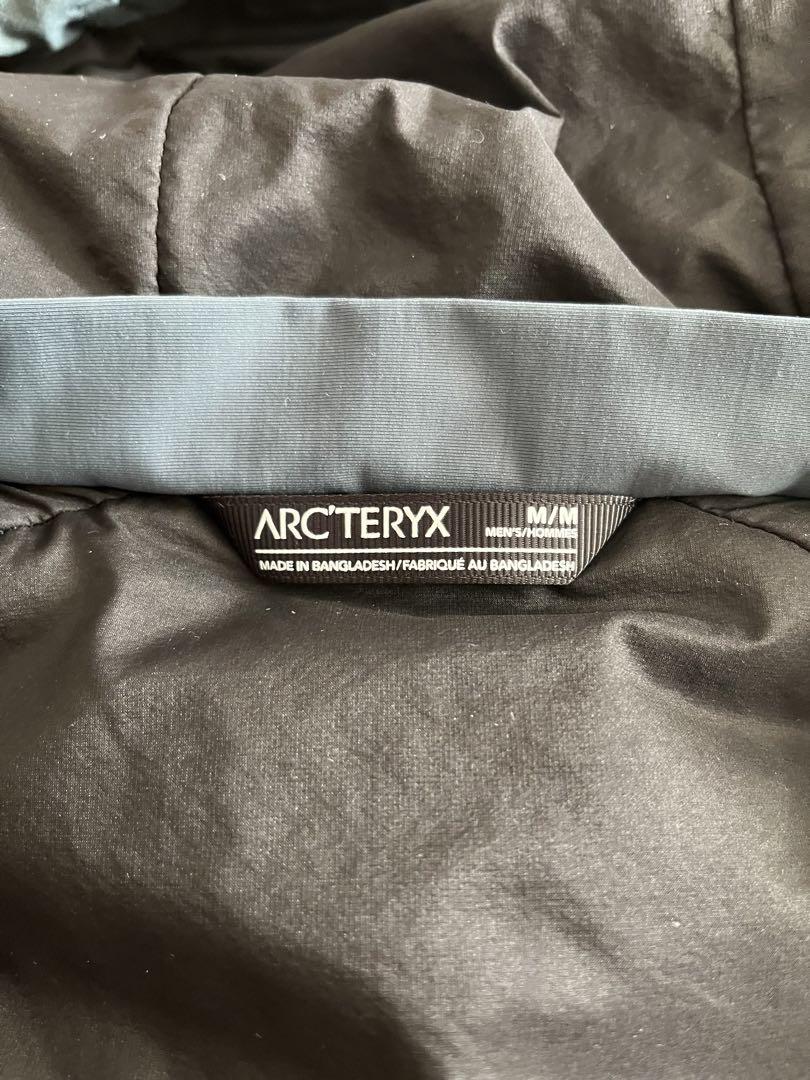 ARC'TERYX
M/M
MEN'S/HOMMES
MADE IN BANGLADESH/FABRIQUÉ AU BANGLADESH